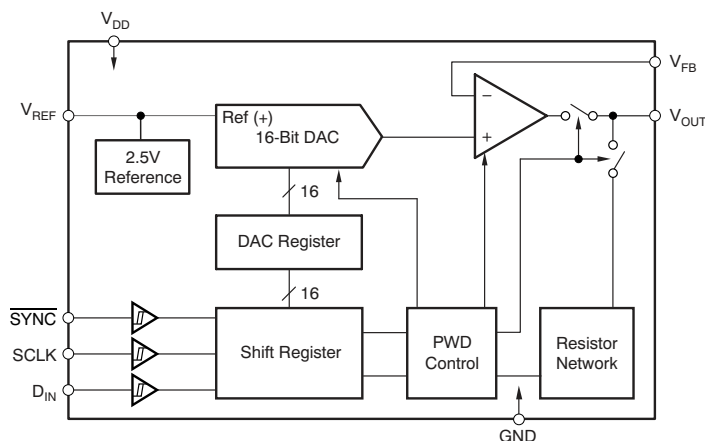 VDD
VREF
Ref (+)
16-Bit DAC
−
+
VFB
VOUT
2.5V
Reference
16
DAC Register
16
SYNC
SCLK
DIN
Shift Register
PWD
Control
Resistor
Network
GND